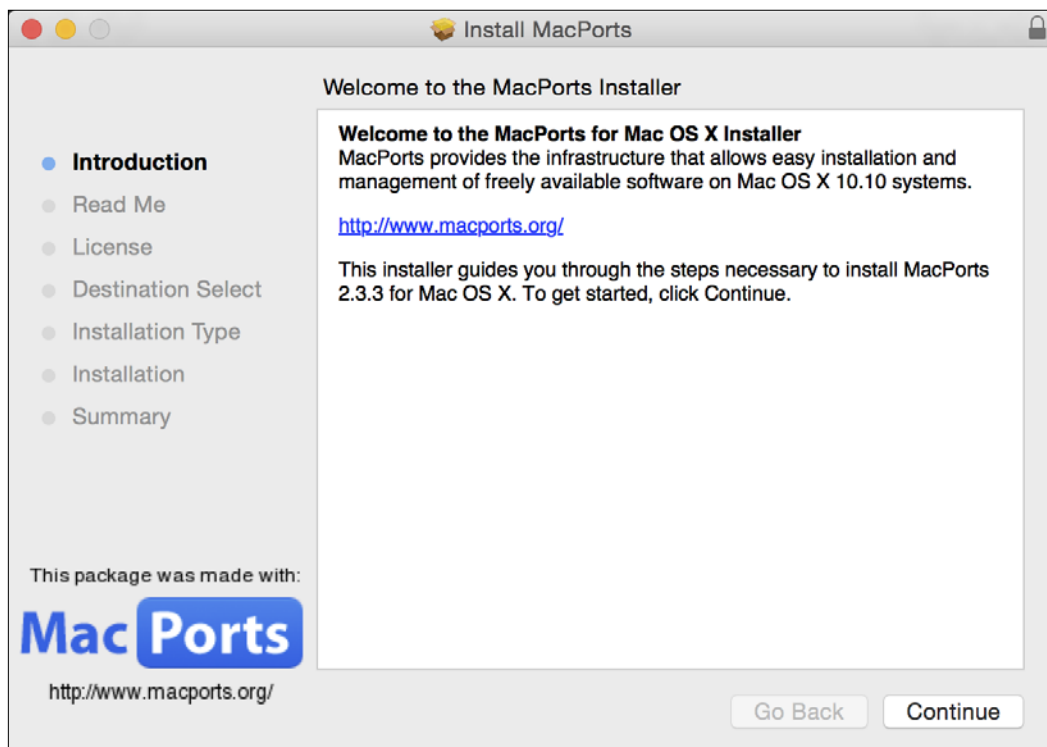 Install MacPorts
Welcome to the MacPorts Installer
Introduction
Read Me
License
Destination Select
Installation Type
Installation
Summary
Welcome to the MacPorts for Mac OS X Installer
MacPorts provides the infrastructure that allows easy installation and
management of freely available software on Mac OS X 10.10 systems.
http://www.macports.org/
This installer guides you through the steps necessary to install MacPorts
2.3.3 for Mac OS X. To get started, click Continue.
This package was made with:
Mac Ports
http://www.macports.org/
Go Back
Continue